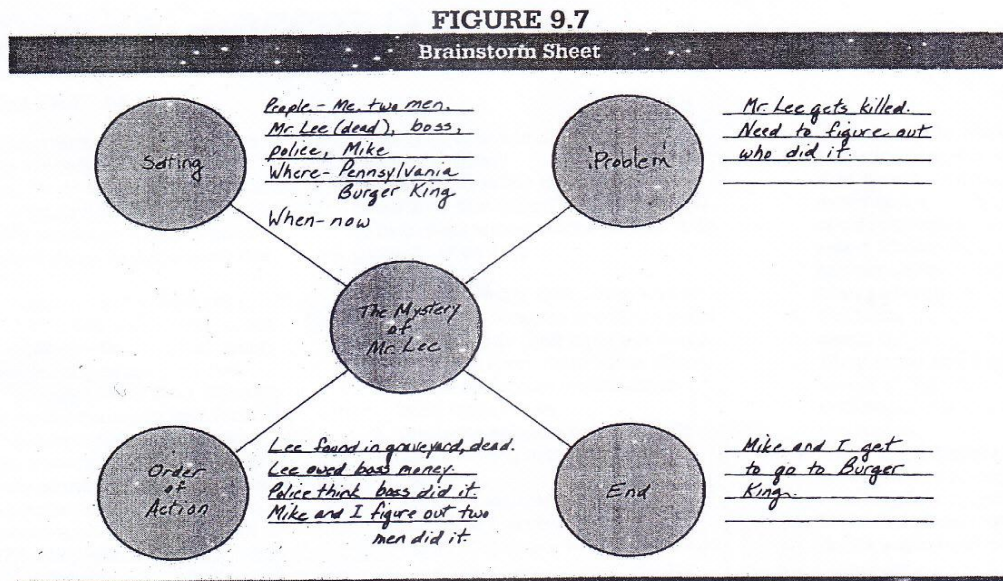 FIGURE 9.7
Brainstorm Sheet
Setting
People - Me, two men,
Mr. Lee (dead), boss,
police, Mike
Where - Pennsylvania
Burger King
When - now
Problem
Mr. Lee gets killed.
Need to figure out
who did it.
The Mystery
of
Mr. Lee
Order
of
Action
Lee found in graveyard, dead.
Lee owed boss money.
Police think boss did it.
Mike and I figure out two
men did it.
End
Mike and I get
to go to Burger
King.